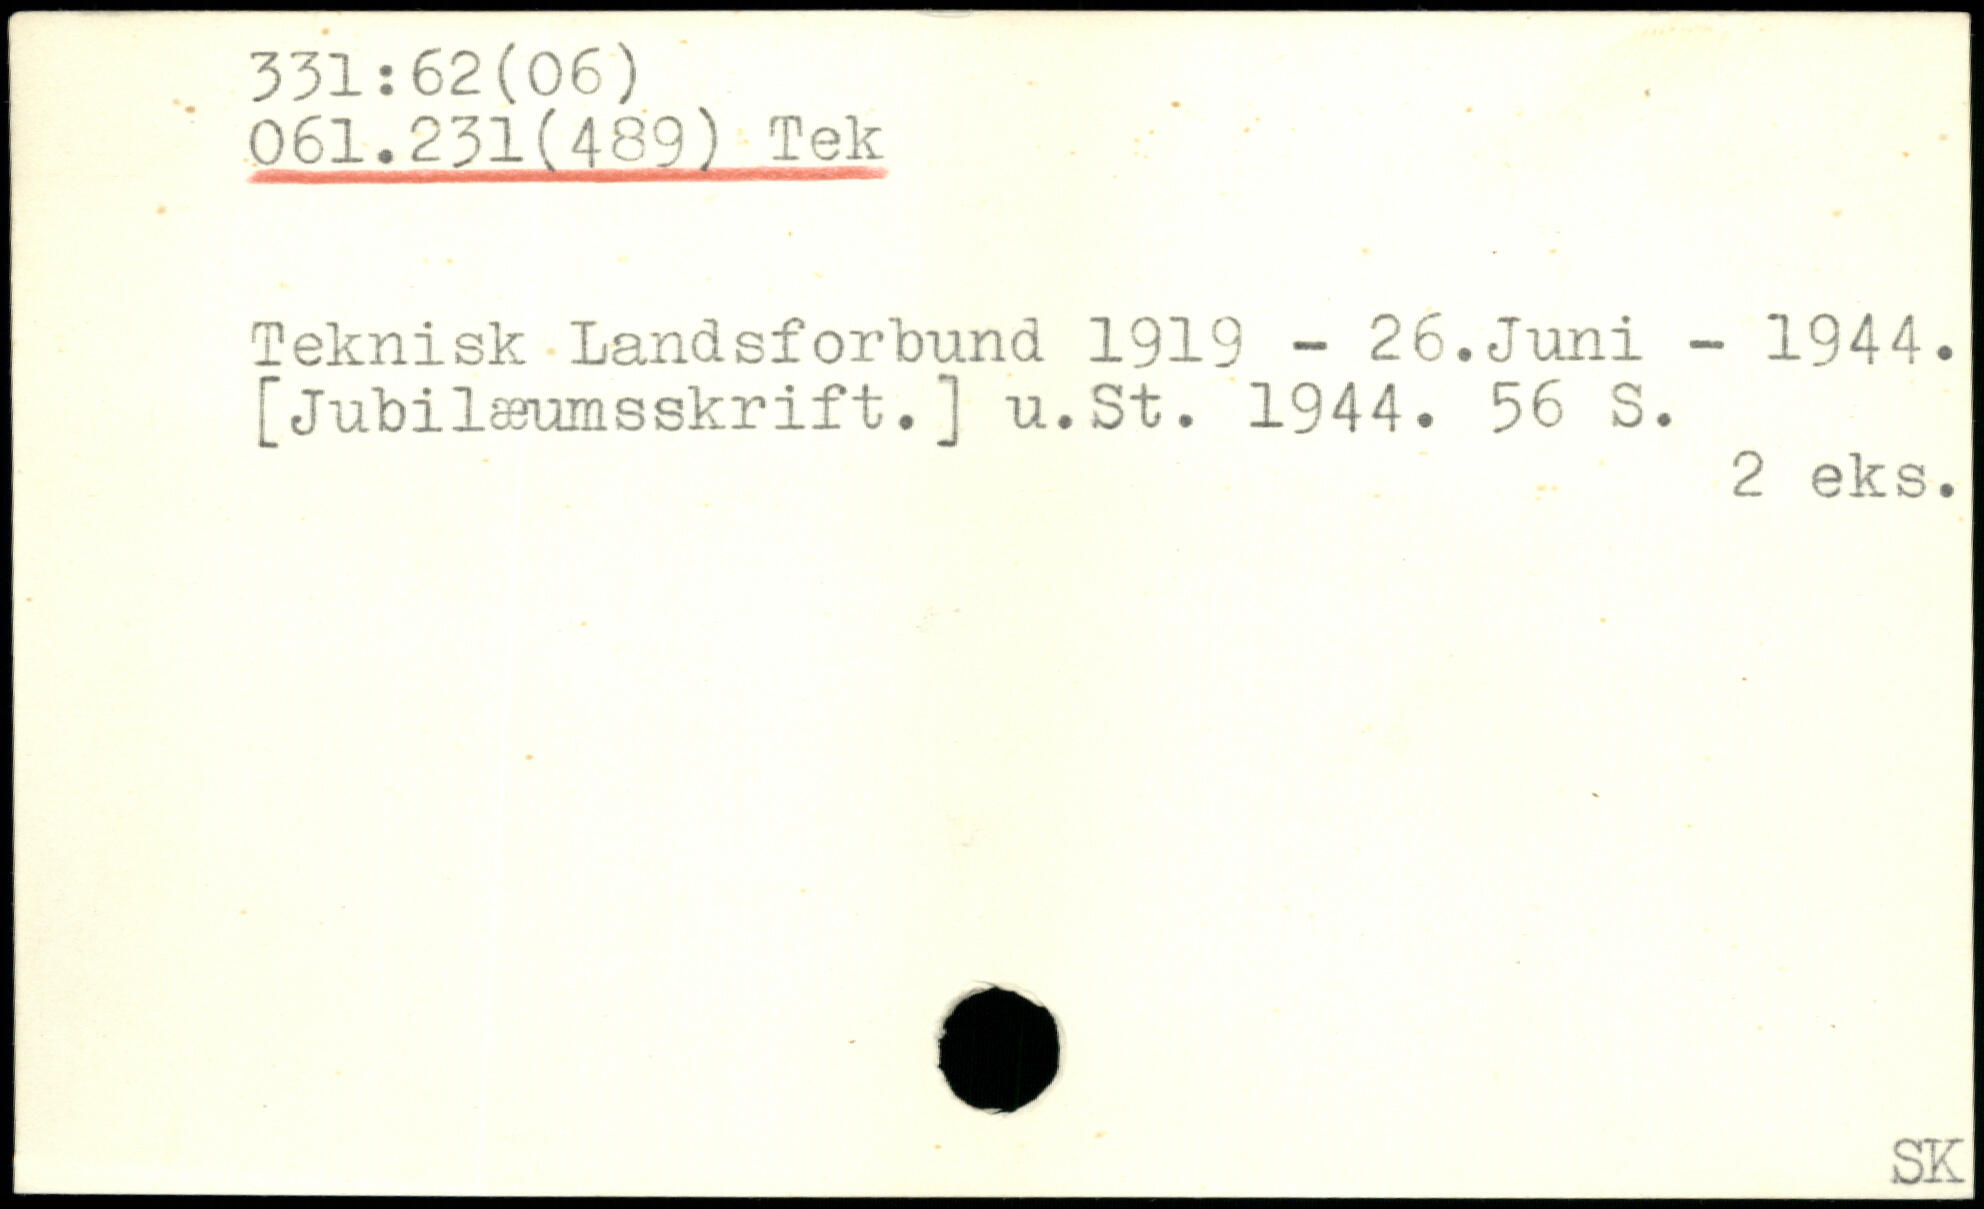 331:62(06)
061.231(489) Tek
Teknisk Landsforbund 1919 - 26.Juni - 1944.
[Jubilæumsskrift.] u.St. 1944. 56 S.
2 eks.
SK